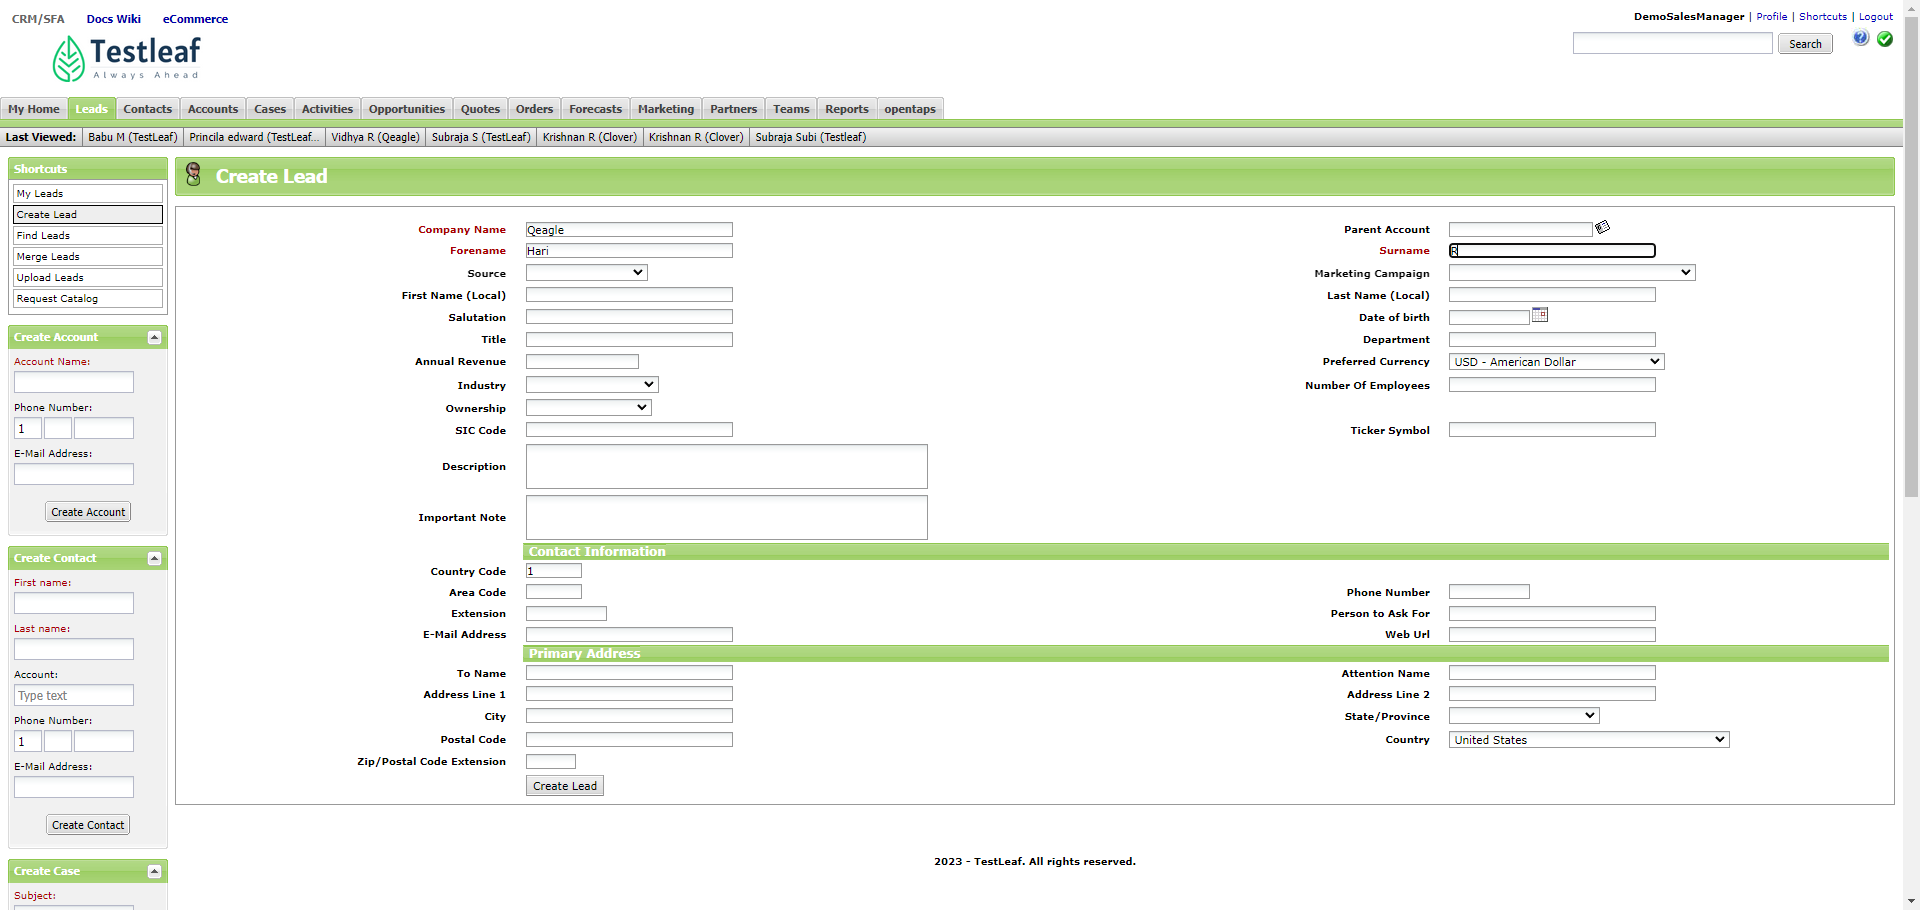 CRM/SFA Docs Wiki eCommerce
DemoSalesManager | Profile | Shortcuts | Logout
Testleaf
Always Ahead
Search
My Home Leads Contacts Accounts Cases Activities Opportunities Quotes Orders Forecasts Marketing Partners Teams Reports opentaps
Last Viewed: Babu M (TestLeaf) Princila edward (TestLeaf... Vidhya R (Qeagle) Subraja S (TestLeaf) Krishnan R (Clover) Krishnan R (Clover) Subraja Subi (Testleaf)
Shortcuts
My Leads
Create Lead
Find Leads
Merge Leads
Upload Leads
Request Catalog
Create Account
Account Name:
Phone Number:
1
E-Mail Address:
Create Account
Create Contact
First name:
Last name:
Account:
Type text
Phone Number:
1
E-Mail Address:
Create Contact
Create Case
Subject:
Create Lead
Company Name Qeagle Parent Account
Forename Hari Surname R
Source Marketing Campaign
First Name (Local) Last Name (Local)
Salutation Date of birth
Title Department
Annual Revenue Preferred Currency USD - American Dollar
Industry Number Of Employees
Ownership
SIC Code Ticker Symbol
Description
Important Note
Contact Information
Country Code 1
Area Code Phone Number
Extension Person to Ask For
E-Mail Address Web Url
Primary Address
To Name Attention Name
Address Line 1 Address Line 2
City State/Province
Postal Code Country United States
Zip/Postal Code Extension
Create Lead
2023 - TestLeaf. All rights reserved.